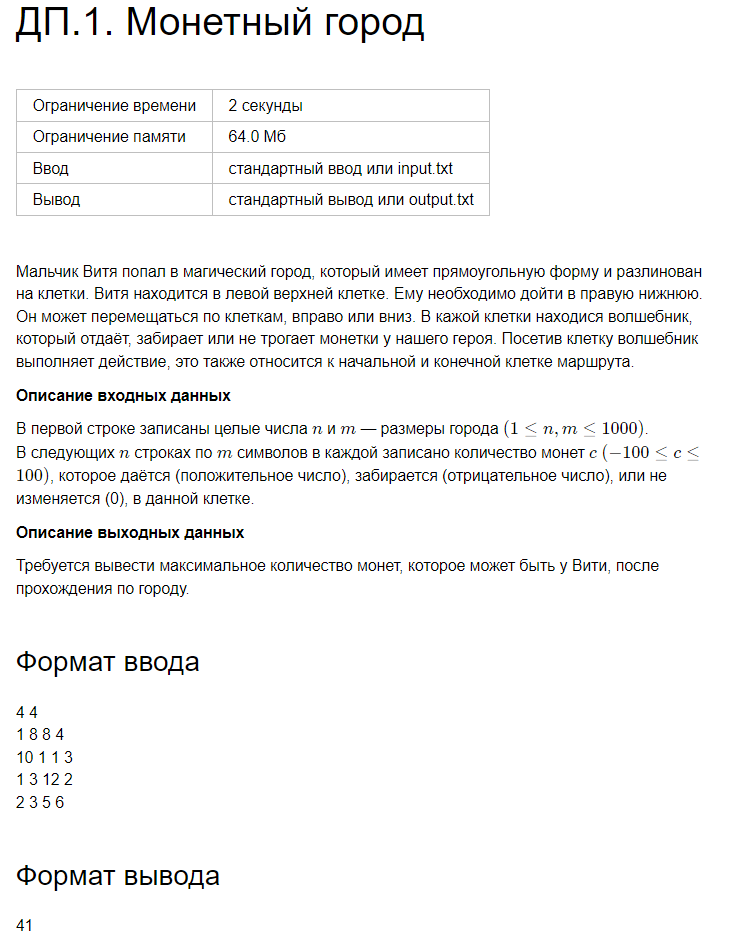 ДП.1. Монетный город
Ограничение времени 2 секунды
Ограничение памяти 64.0 Мб
Ввод стандартный ввод или input.txt
Вывод стандартный вывод или output.txt
Мальчик Витя попал в магический город, который имеет прямоугольную форму и разлинован
на клетки. Витя находится в левой верхней клетке. Ему необходимо дойти в правую нижнюю.
Он может перемещаться по клеткам, вправо или вниз. В кажой клетки находися волшебник,
который отдаёт, забирает или не трогает монетки у нашего героя. Посетив клетку волшебник
выполняет действие, это также относится к начальной и конечной клетке маршрута.
Описание входных данных
В первой строке записаны целые числа n и m — размеры города (1 ≤ n, m ≤ 1000).
В следующих n строках по m символов в каждой записано количество монет c (−100 ≤ c ≤
100), которое даётся (положительное число), забирается (отрицательное число), или не
изменяется (0), в данной клетке.
Описание выходных данных
Требуется вывести максимальное количество монет, которое может быть у Вити, после
прохождения по городу.
Формат ввода
4 4
1 8 8 4
10 1 1 3
1 3 12 2
2 3 5 6
Формат вывода
41